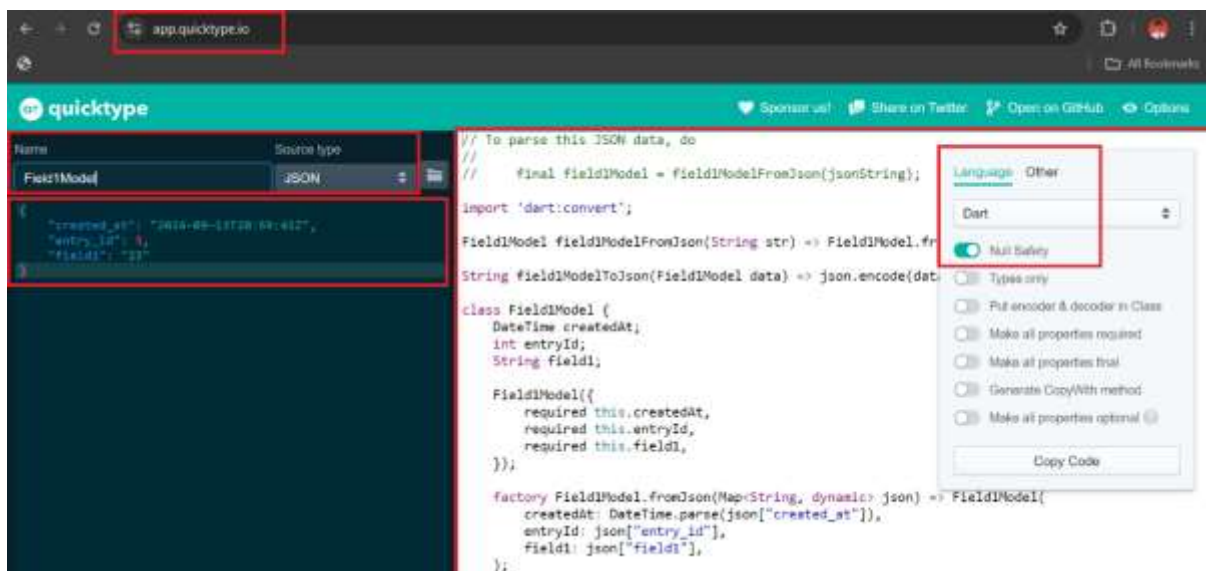 app.quicktype.io
All Bookmarks
quicktype
Sponsor us!
Share on Twitter
Open on GitHub
Options
Name
Source type
Field1Model
JSON
{
"created_at":
"entry_id":
"field1": "23"
}
// To parse this JSON data, do
//
// final field1Model = field1ModelFromJson(jsonString);
import 'dart:convert';
Field1Model field1ModelFromJson(String str) => Field1Model.fr
String field1ModelToJson(Field1Model data) => json.encode(dat
class Field1Model {
DateTime createdAt;
int entryId;
String field1;
Field1Model({
required this.createdAt,
required this.entryId,
required this.field1,
});
factory Field1Model.fromJson(Map<String, dynamic> json) => Field1Model(
createdAt: DateTime.parse(json["created_at"]),
entryId: json["entry_id"],
field1: json["field1"],
);
Language
Other
Dart
Null Safety
Types only
Put encoder & decoder in Class
Make all properties required
Make all properties final
Generate CopyWith method
Make all properties optional
Copy Code